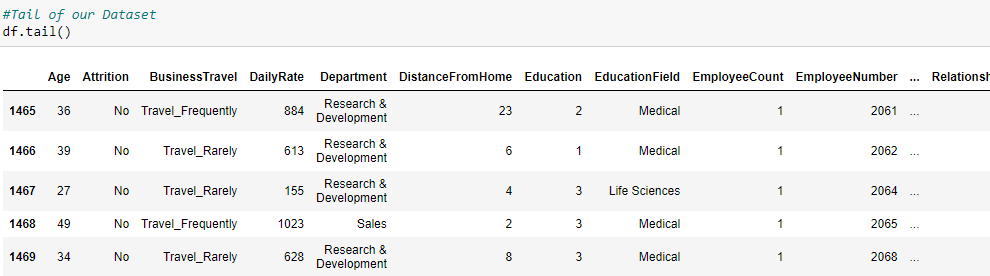 #Tail of our Dataset
df.tail()
Age Attrition BusinessTravel DailyRate Department DistanceFromHome Education EducationField EmployeeCount EmployeeNumber ... Relationsh
1465 36 No Travel_Frequently 884 Research & Development 23 2 Medical 1 2061 ...
1466 39 No Travel_Rarely 613 Research & Development 6 1 Medical 1 2062 ...
1467 27 No Travel_Rarely 155 Research & Development 4 3 Life Sciences 1 2064 ...
1468 49 No Travel_Frequently 1023 Sales 2 3 Medical 1 2065 ...
1469 34 No Travel_Rarely 628 Research & Development 8 3 Medical 1 2068 ...